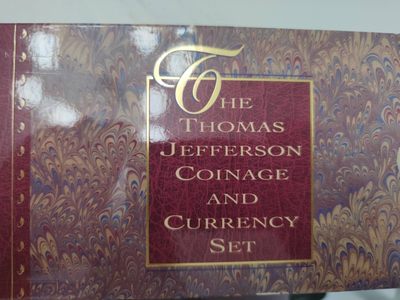 THE
THOMAS
JEFFERSON
COINAGE
AND
CURRENCY
SET